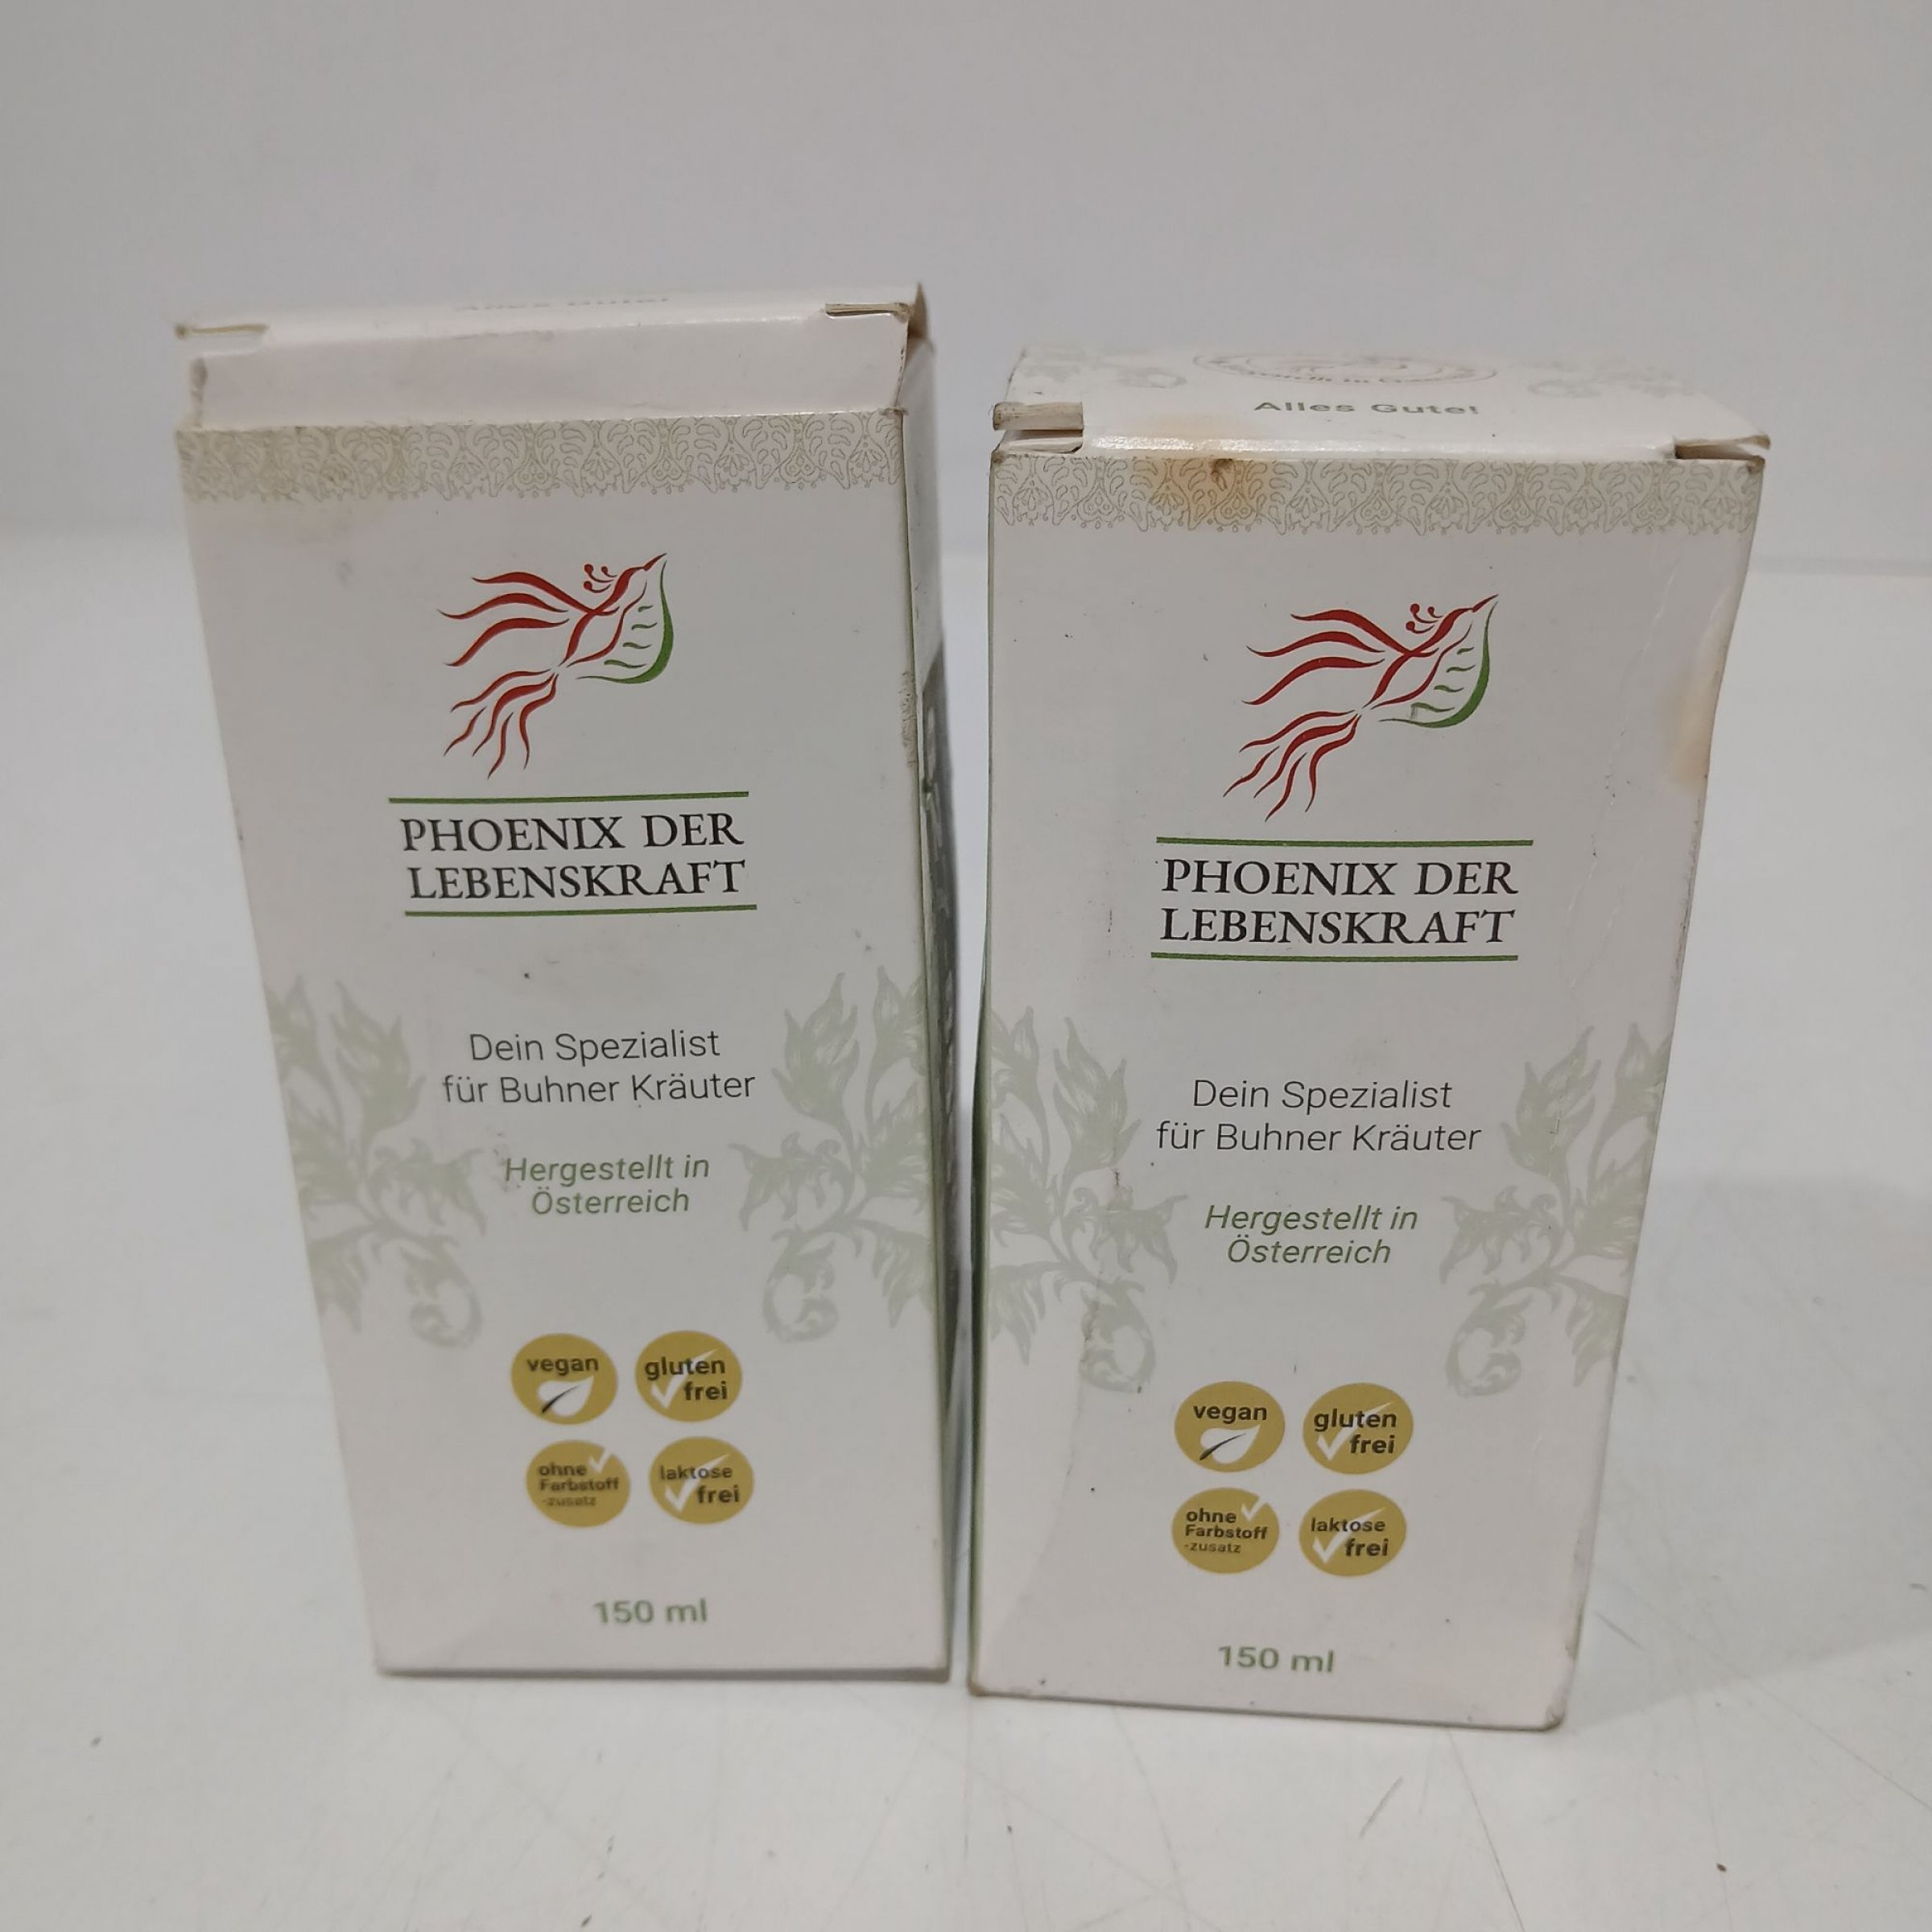 PHOENIX DER
LEBENSKRAFT
Dein Spezialist
für Buhner Kräuter
Hergestellt in
Österreich
vegan
gluten
frei
ohne
Farbstoff
-zusatz
laktose
frei
150 ml
Alles Gute!
PHOENIX DER
LEBENSKRAFT
Dein Spezialist
für Buhner Kräuter
Hergestellt in
Österreich
vegan
gluten
frei
ohne
Farbstoff
-zusatz
laktose
frei
150 ml